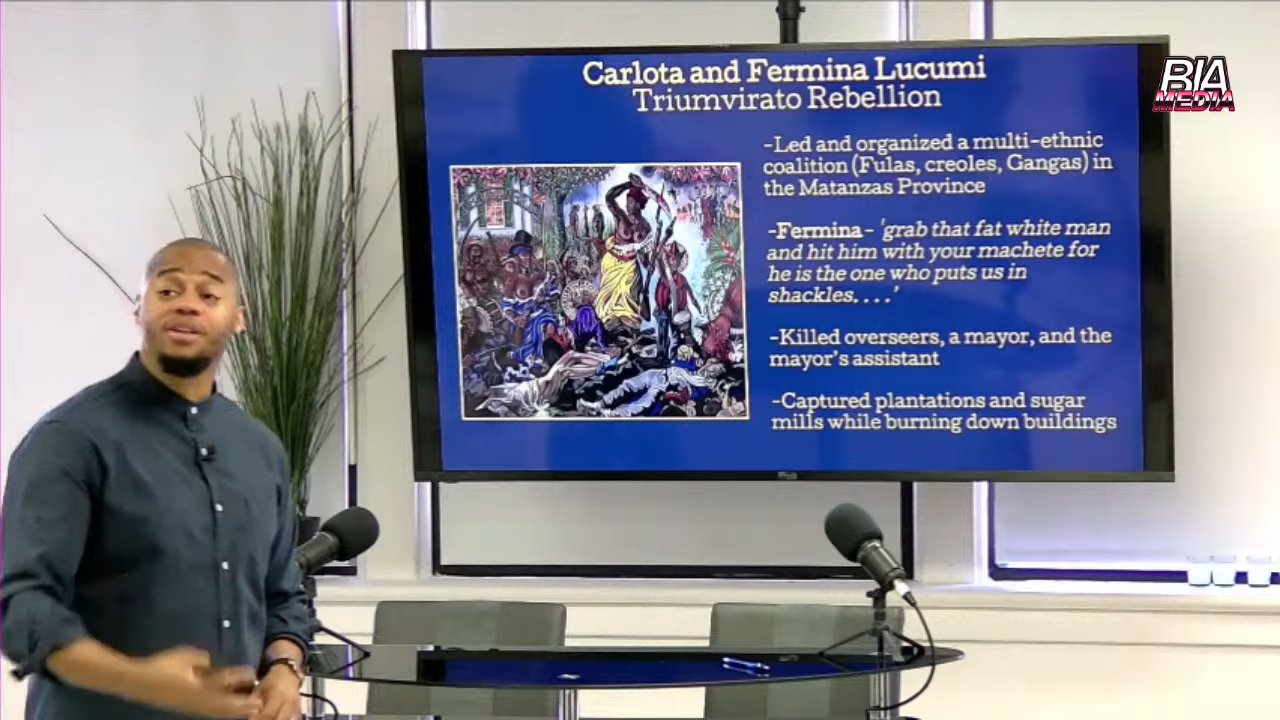 Carlota and Fermina Lucumi
Triumvirato Rebellion
-Led and organized a multi-ethnic
coalition (Fulas, creoles, Gangas) in
the Matanzas Province
-Fermina- 'grab that fat white man
and hit him with your machete for
he is the one who puts us in
shackles. . . .'
-Killed overseers, a mayor, and the
mayor's assistant
-Captured plantations and sugar
mills while burning down buildings
BIA
MEDIA